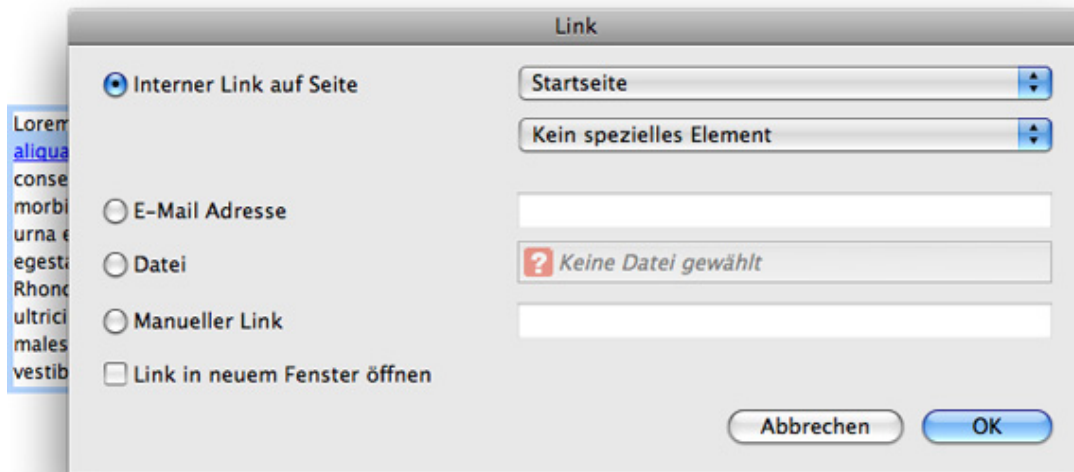 Link
Interner Link auf Seite
Startseite
Kein spezielles Element
E-Mail Adresse
Datei
Keine Datei gewählt
Manueller Link
Link in neuem Fenster öffnen
Abbrechen
OK
Lorem
aliqua
conse
morbi
urna e
egesta
Rhonc
ultrici
males
vestib